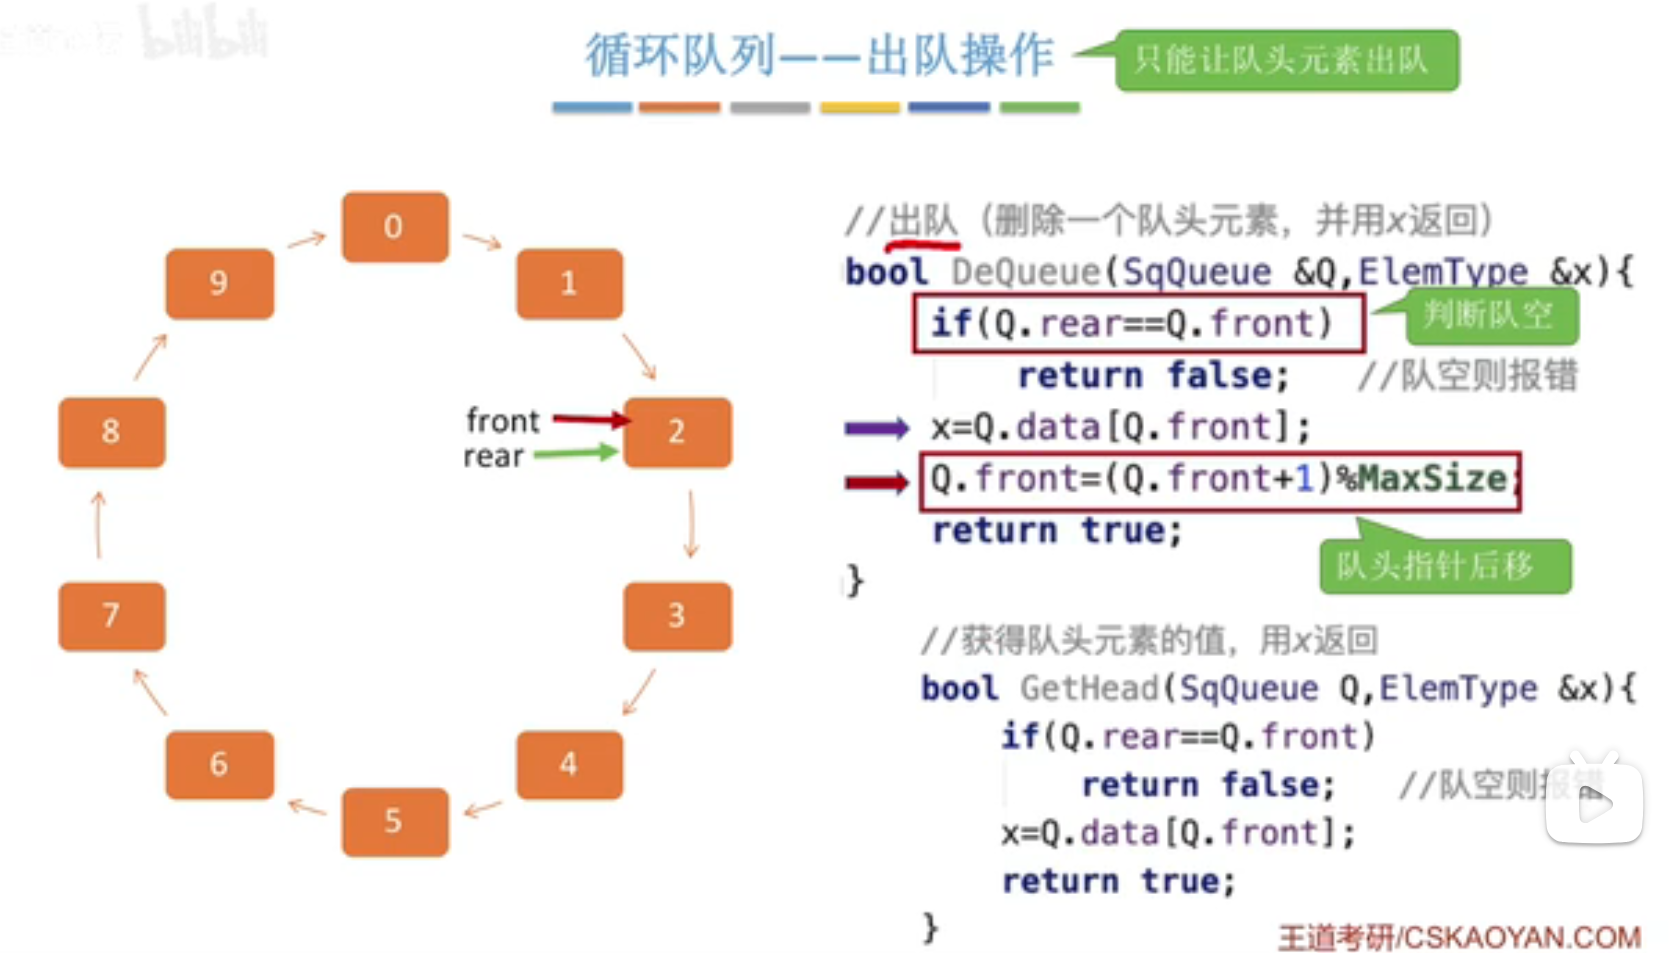 bilibili
循环队列——出队操作
只能让队头元素出队
0
1
2
3
4
5
6
7
8
9
front
rear
//出队（删除一个队头元素，并用x返回）
bool DeQueue(SqQueue &Q,ElemType &x){
if(Q.rear==Q.front)
判断队空
return false; //队空则报错
x=Q.data[Q.front];
Q.front=(Q.front+1)%MaxSize;
return true;
队头指针后移
}
//获得队头元素的值，用x返回
bool GetHead(SqQueue Q,ElemType &x){
if(Q.rear==Q.front)
return false; //队空则报错
x=Q.data[Q.front];
return true;
}
王道考研/CSKAOYAN.COM